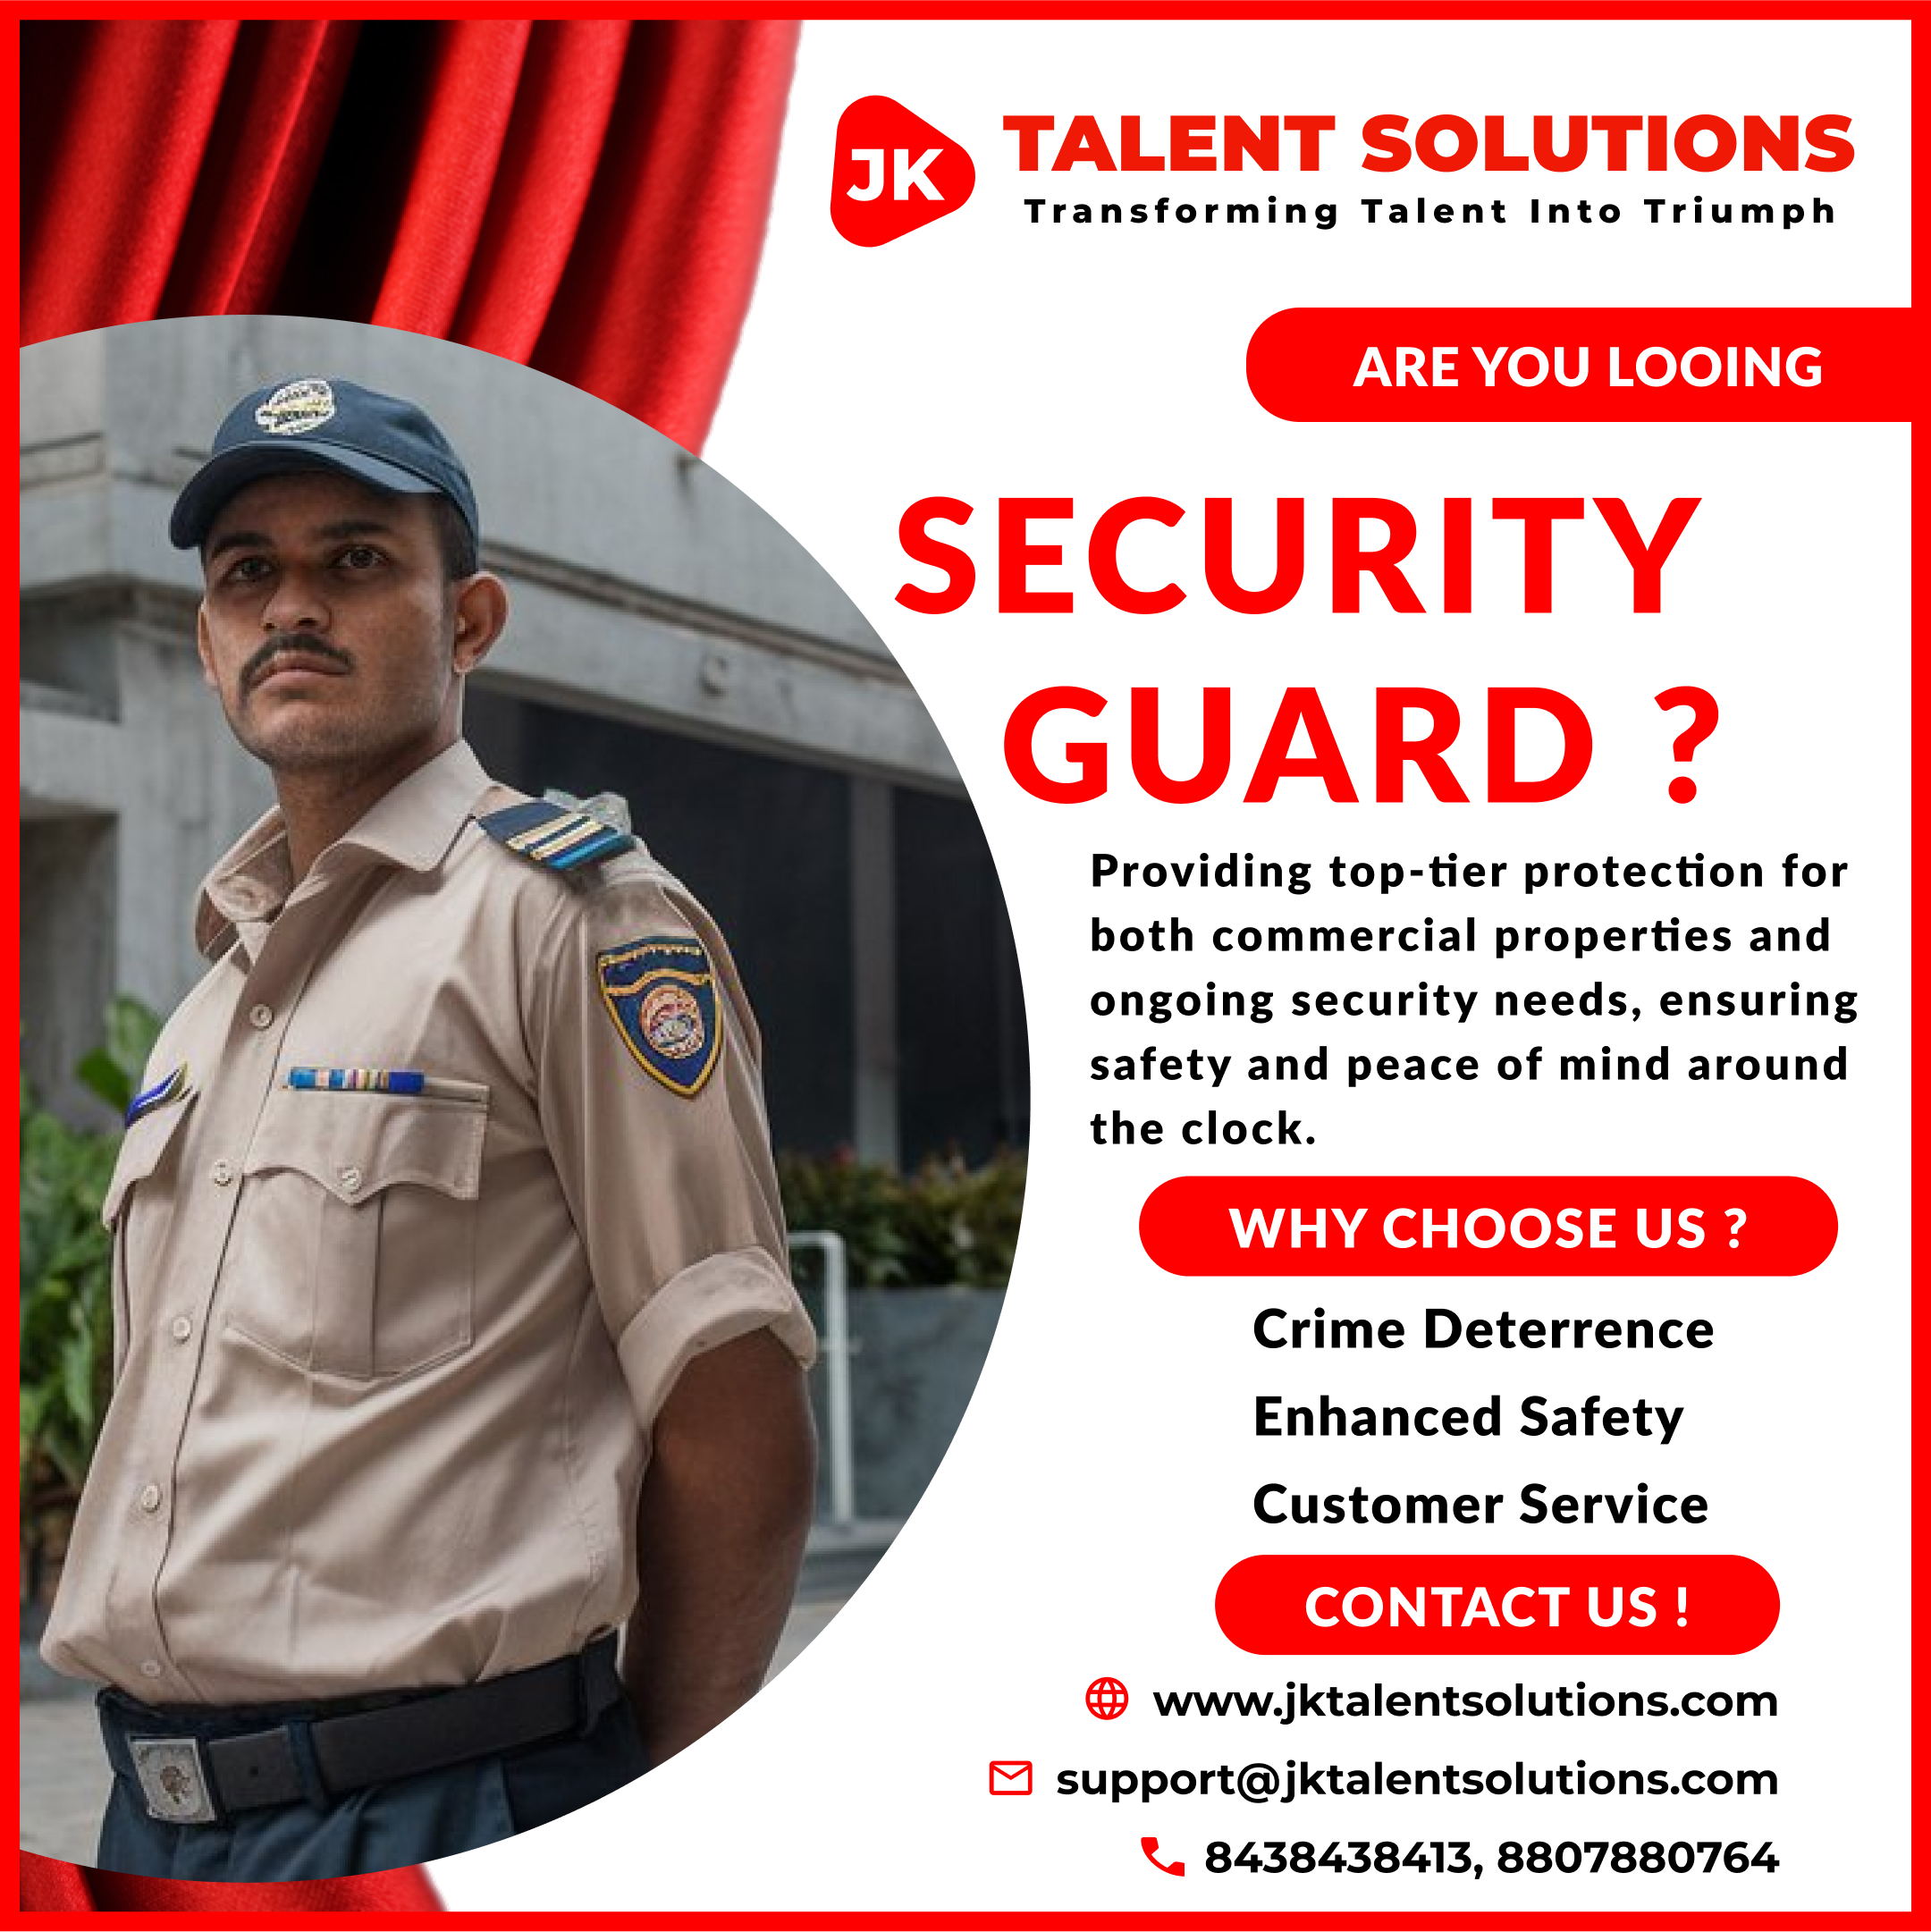 JK
TALENT SOLUTIONS
Transforming Talent Into Triumph
ARE YOU LOOING
SECURITY
GUARD ?
Providing top-tier protection for
both commercial properties and
ongoing security needs, ensuring
safety and peace of mind around
the clock.
WHY CHOOSE US ?
Crime Deterrence
Enhanced Safety
Customer Service
CONTACT US !
www.jktalentsolutions.com
support@jktalentsolutions.com
8438438413, 8807880764